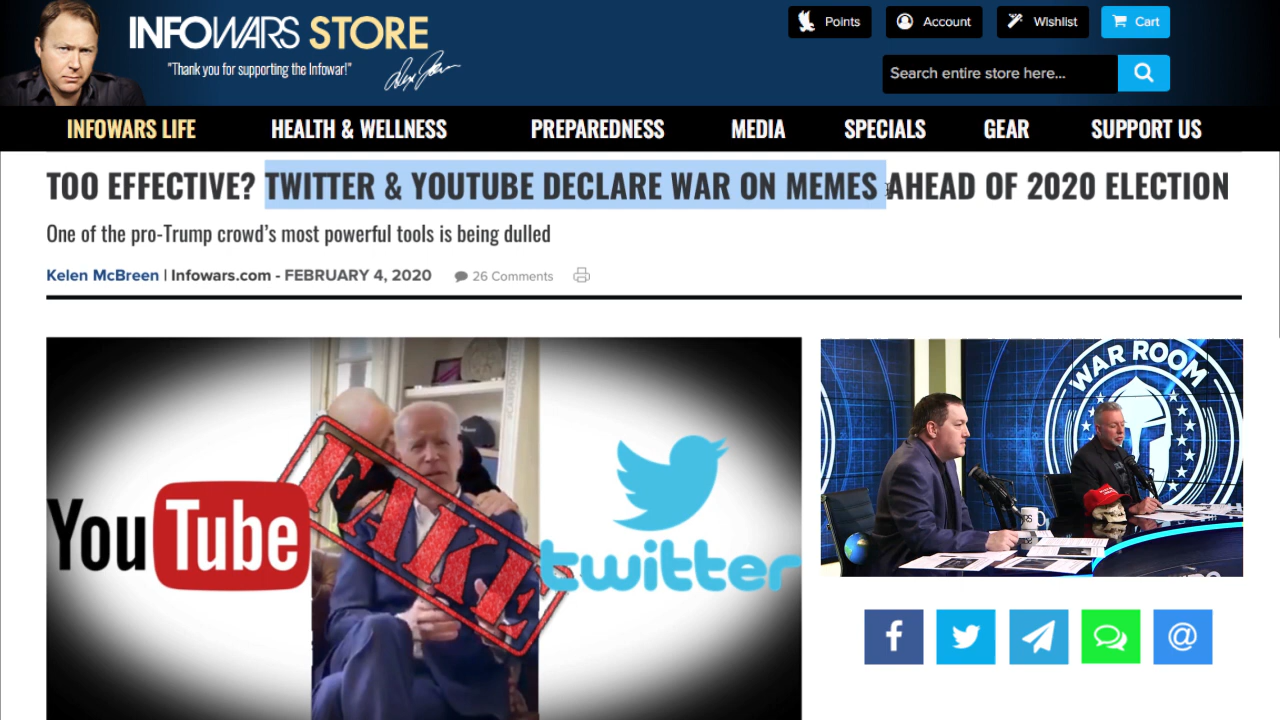 INFOWARS STORE
"Thank you for supporting the Infowar!"
Points
Account
Wishlist
Cart
Search entire store here...
INFOWARS LIFE
HEALTH & WELLNESS
PREPAREDNESS
MEDIA
SPECIALS
GEAR
SUPPORT US
TOO EFFECTIVE? TWITTER & YOUTUBE DECLARE WAR ON MEMES AHEAD OF 2020 ELECTION
One of the pro-Trump crowd's most powerful tools is being dulled
Kelen McBreen | Infowars.com - FEBRUARY 4, 2020
26 Comments
YouTube
FAKE
twitter
WAR ROOM
f
@